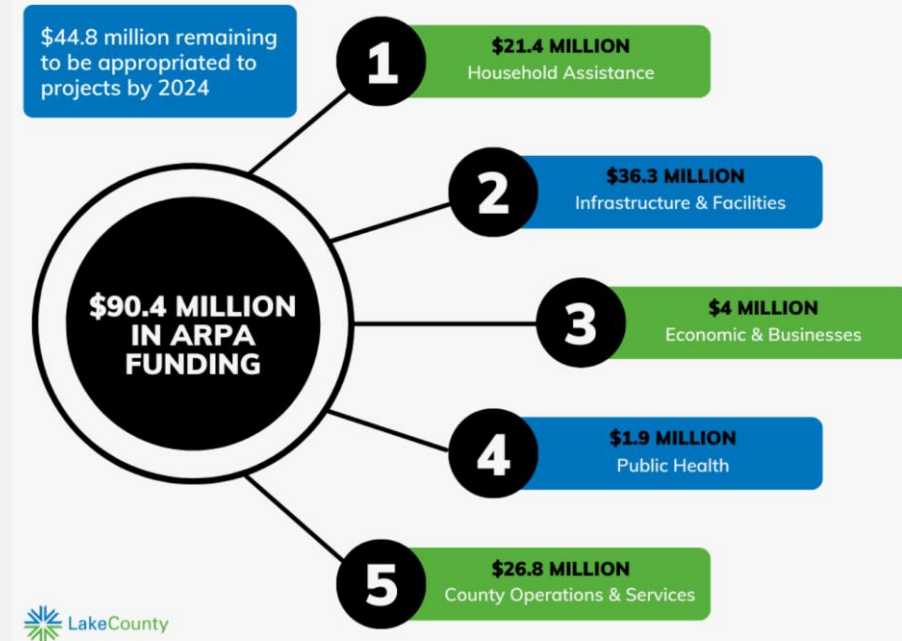 $44.8 million remaining
to be appropriated to
projects by 2024
1
$21.4 MILLION
Household Assistance
2
$36.3 MILLION
Infrastructure & Facilities
$90.4 MILLION
IN ARPA
FUNDING
3
$4 MILLION
Economic & Businesses
4
$1.9 MILLION
Public Health
5
$26.8 MILLION
County Operations & Services
LakeCounty